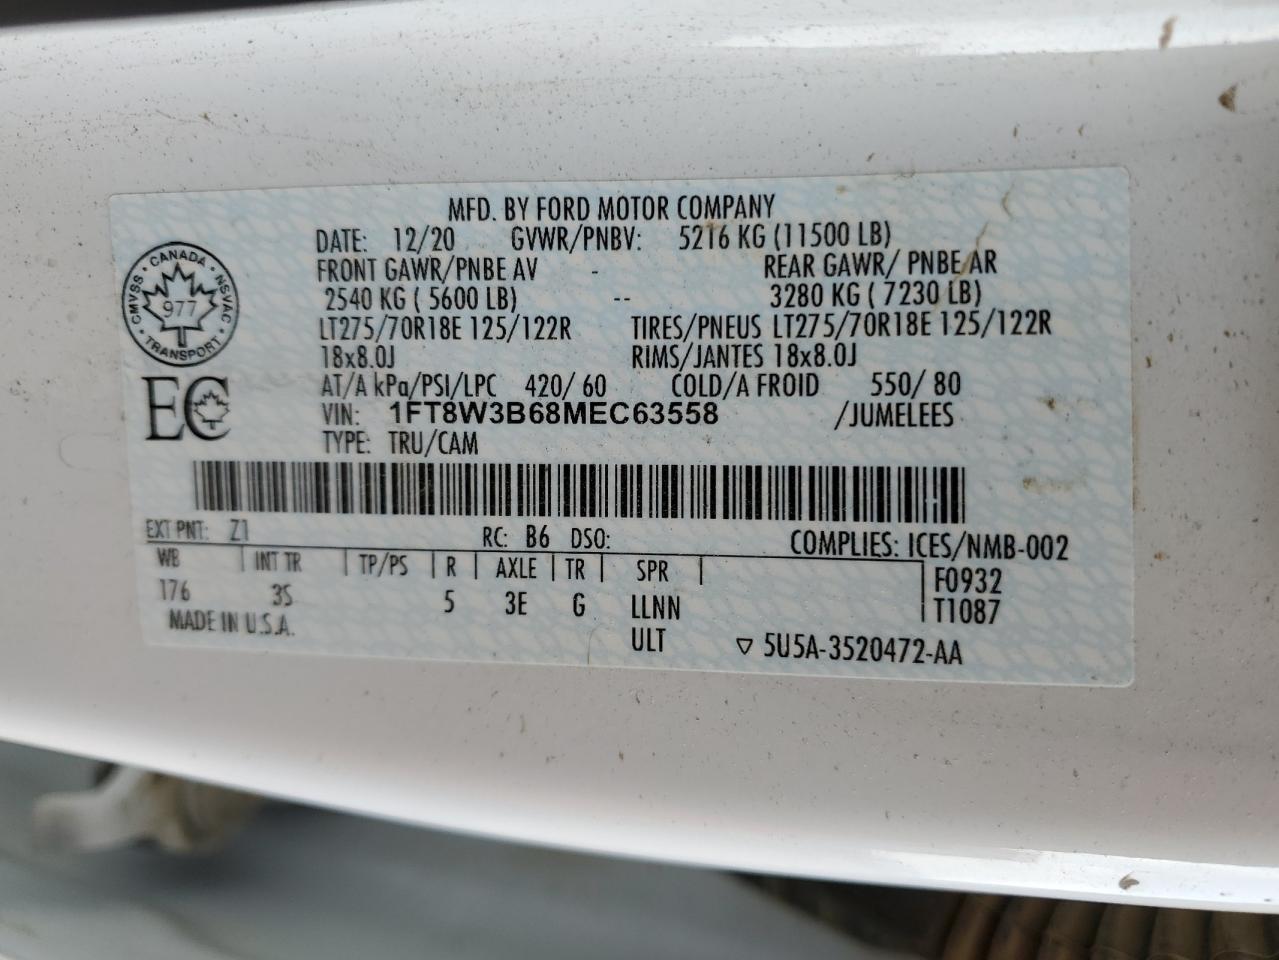 MFD. BY FORD MOTOR COMPANY
DATE: 12/20 GVWR/PNBV: 5216 KG (11500 LB)
FRONT GAWR/PNBE AV - REAR GAWR/ PNBE AR
2540 KG ( 5600 LB) -- 3280 KG ( 7230 LB)
LT275/70R18E 125/122R TIRES/PNEUS LT275/70R18E 125/122R
18x8.0J RIMS/JANTES 18x8.0J
AT/A kPa/PSI/LPC 420/ 60 COLD/A FROID 550/ 80
VIN: 1FT8W3B68MEC63558 /JUMELEES
TYPE: TRU/CAM
CANADA
CMVSS · NSVAC
977
TRANSPORT
EC
EXT PNT: Z1 RC: B6 DSO: COMPLIES: ICES/NMB-002
WB | INT TR | TP/PS | R | AXLE | TR | SPR | F0932
176 3S 5 3E G LLNN T1087
MADE IN U.S.A. ULT ▽ 5U5A-3520472-AA